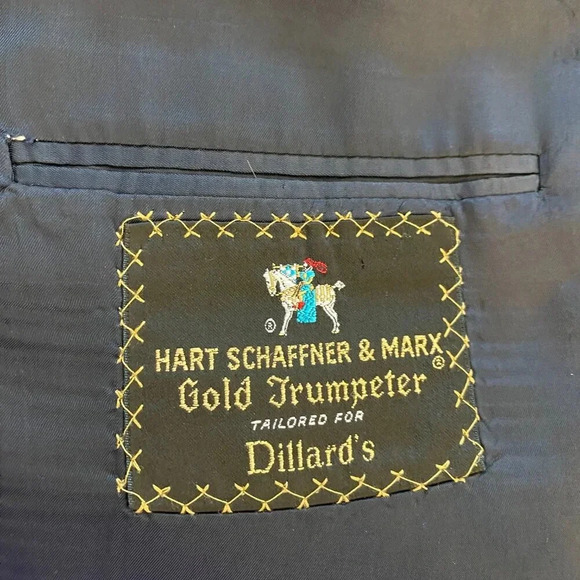 ®
HART SCHAFFNER & MARX®
Gold Trumpeter
TAILORED FOR
Dillard's